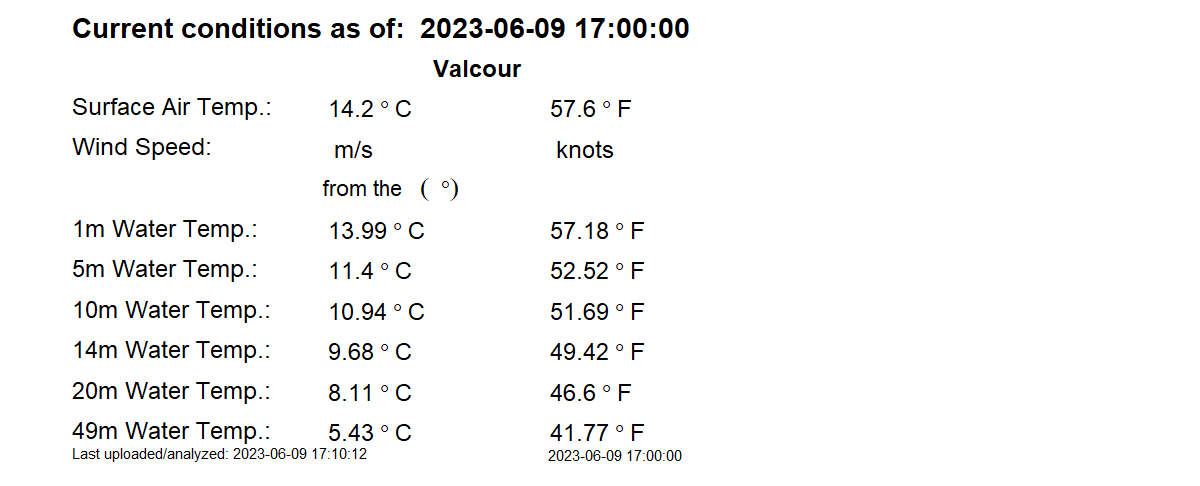 Current conditions as of: 2023-06-09 17:00:00
Valcour
Surface Air Temp.: 14.2 ° C 57.6 ° F
Wind Speed: m/s knots
from the ( °)
1m Water Temp.: 13.99 ° C 57.18 ° F
5m Water Temp.: 11.4 ° C 52.52 ° F
10m Water Temp.: 10.94 ° C 51.69 ° F
14m Water Temp.: 9.68 ° C 49.42 ° F
20m Water Temp.: 8.11 ° C 46.6 ° F
49m Water Temp.: 5.43 ° C 41.77 ° F
Last uploaded/analyzed: 2023-06-09 17:10:12 2023-06-09 17:00:00